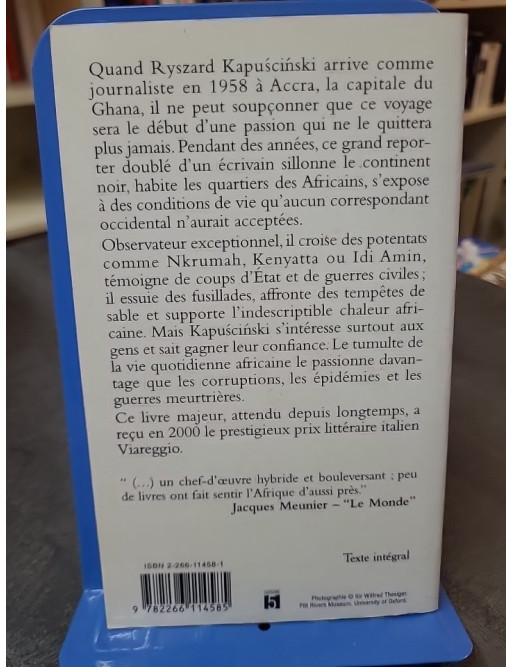 Quand Ryszard Kapuściński arrive comme
journaliste en 1958 à Accra, la capitale du
Ghana, il ne peut soupçonner que ce voyage
sera le début d'une passion qui ne le quittera
plus jamais. Pendant des années, ce grand repor-
ter doublé d'un écrivain sillonne le continent
noir, habite les quartiers des Africains, s'expose
à des conditions de vie qu'aucun correspondant
occidental n'aurait acceptées.
Observateur exceptionnel, il croise des potentats
comme Nkrumah, Kenyatta ou Idi Amin,
témoigne de coups d'État et de guerres civiles ;
il essuie des fusillades, affronte des tempêtes de
sable et supporte l'indescriptible chaleur afri-
caine. Mais Kapuściński s'intéresse surtout aux
gens et sait gagner leur confiance. Le tumulte de
la vie quotidienne africaine le passionne davan-
tage que les corruptions, les épidémies et les
guerres meurtrières.
Ce livre majeur, attendu depuis longtemps, a
reçu en 2000 le prestigieux prix littéraire italien
Viareggio.
" (...) un chef-d'œuvre hybride et bouleversant ; peu
de livres ont fait sentir l'Afrique d'aussi près."
Jacques Meunier – "Le Monde"
Texte intégral
ISBN 2-266-11458-1
9 782266 114585
5
Photographie © Sir Wilfred Thesiger,
Pitt Rivers Museum, University of Oxford.